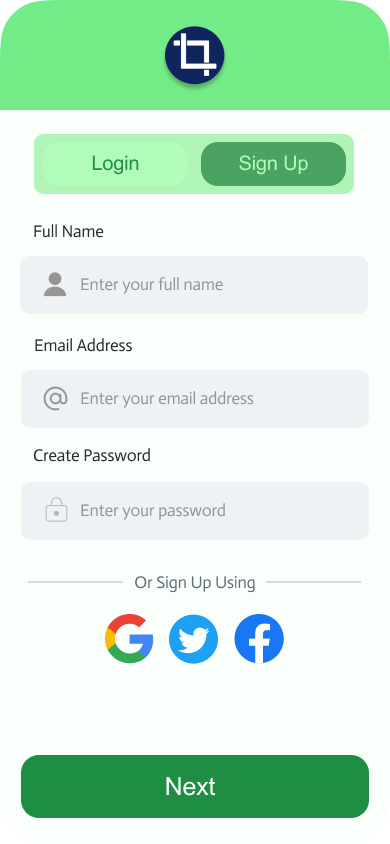 Login
Sign Up
Full Name
Enter your full name
Email Address
Enter your email address
Create Password
Enter your password
Or Sign Up Using
Next